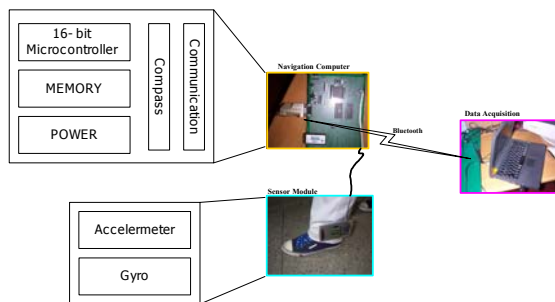 16- bit
Microcontroller
MEMORY
POWER
Compass
Communication
Navigation Computer
Bluetooth
Data Acquisition
Sensor Module
Accelermeter
Gyro